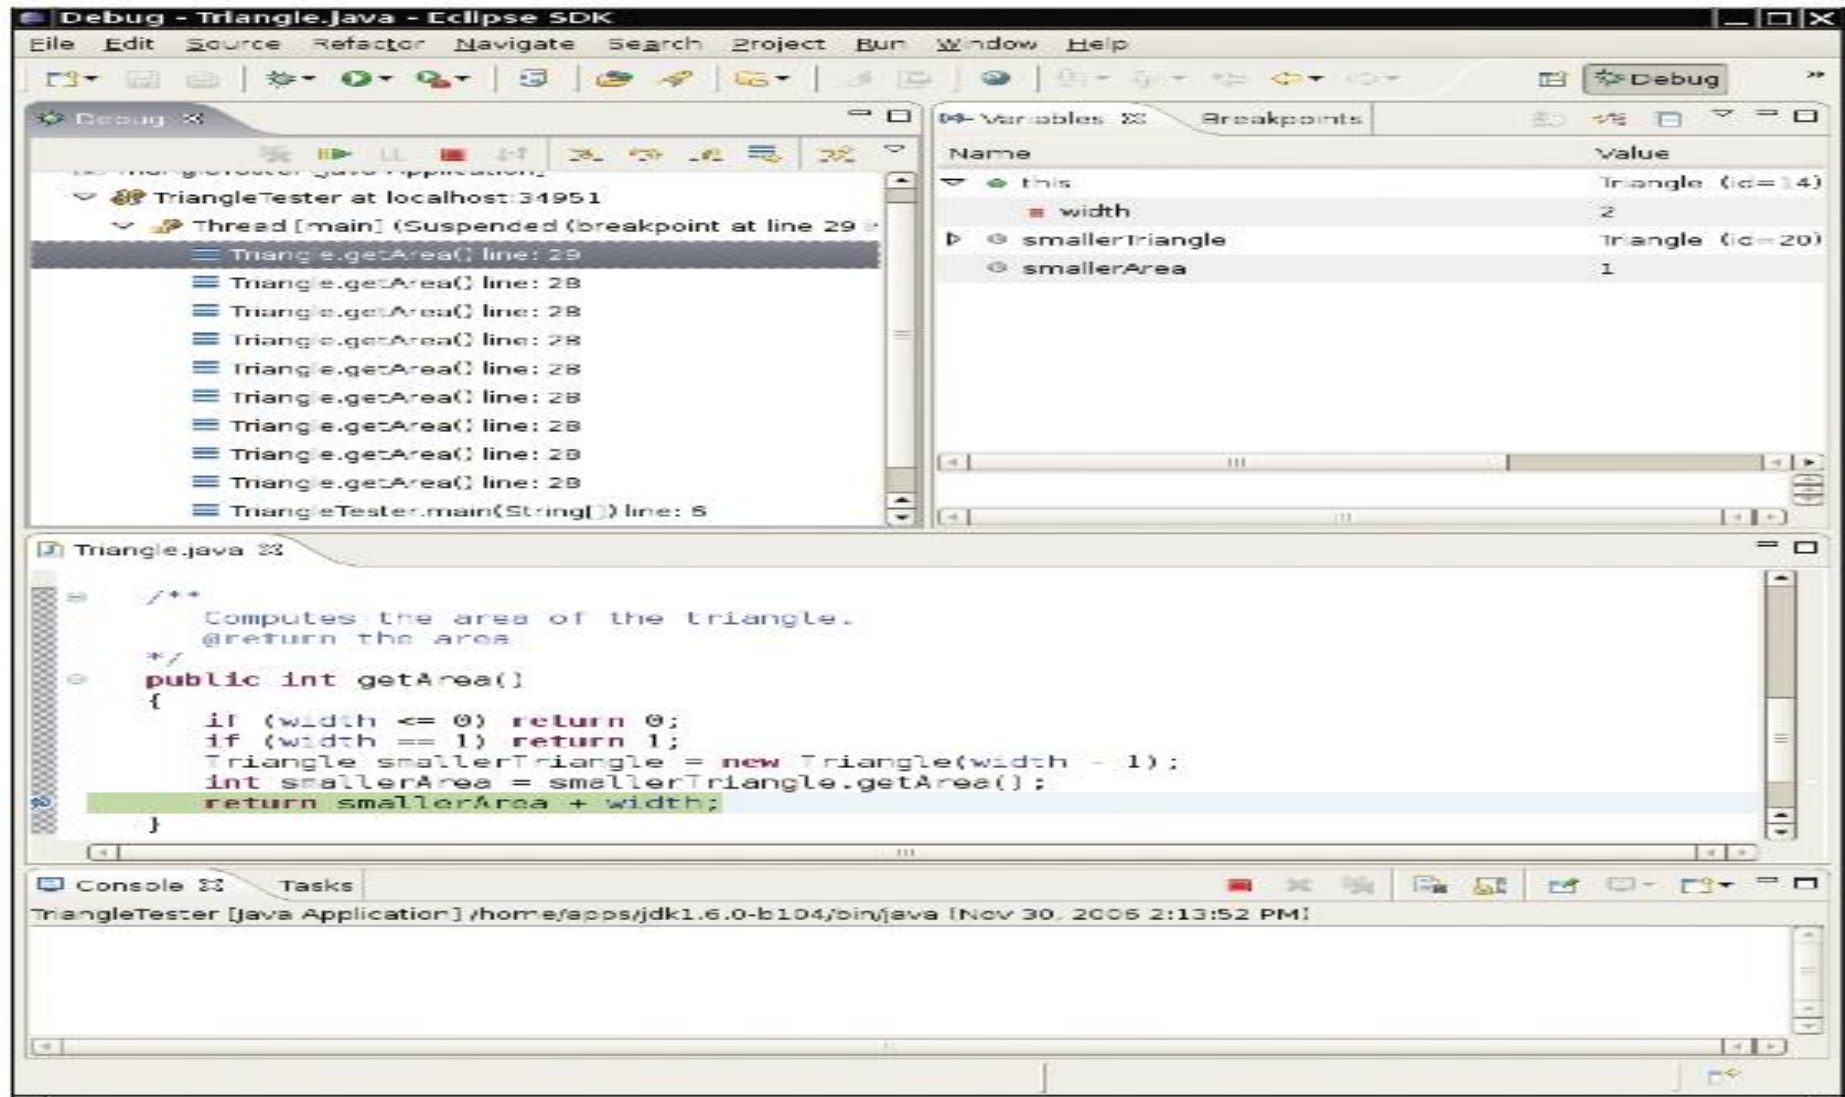 Debug - Triangle.java - Eclipse SDK
File Edit Source Refactor Navigate Search Project Run Window Help
Debug
Debug
Variables Breakpoints
Name Value
TriangleTester [Java Application]
TriangleTester at localhost:34951
Thread [main] (Suspended (breakpoint at line 29
Triangle.getArea() line: 29
Triangle.getArea() line: 28
Triangle.getArea() line: 28
Triangle.getArea() line: 28
Triangle.getArea() line: 28
Triangle.getArea() line: 28
Triangle.getArea() line: 28
Triangle.getArea() line: 28
Triangle.getArea() line: 28
TriangleTester.main(String[]) line: 6
this Triangle (id=14)
width 2
smallerTriangle Triangle (id=20)
smallerArea 1
Triangle.java
/**
Computes the area of the triangle.
@return the area
*/
public int getArea()
{
if (width <= 0) return 0;
if (width == 1) return 1;
Triangle smallerTriangle = new Triangle(width - 1);
int smallerArea = smallerTriangle.getArea();
return smallerArea + width;
}
Console Tasks
TriangleTester [Java Application] /home/apps/jdk1.6.0-b104/bin/java [Nov 30, 2006 2:13:52 PM]